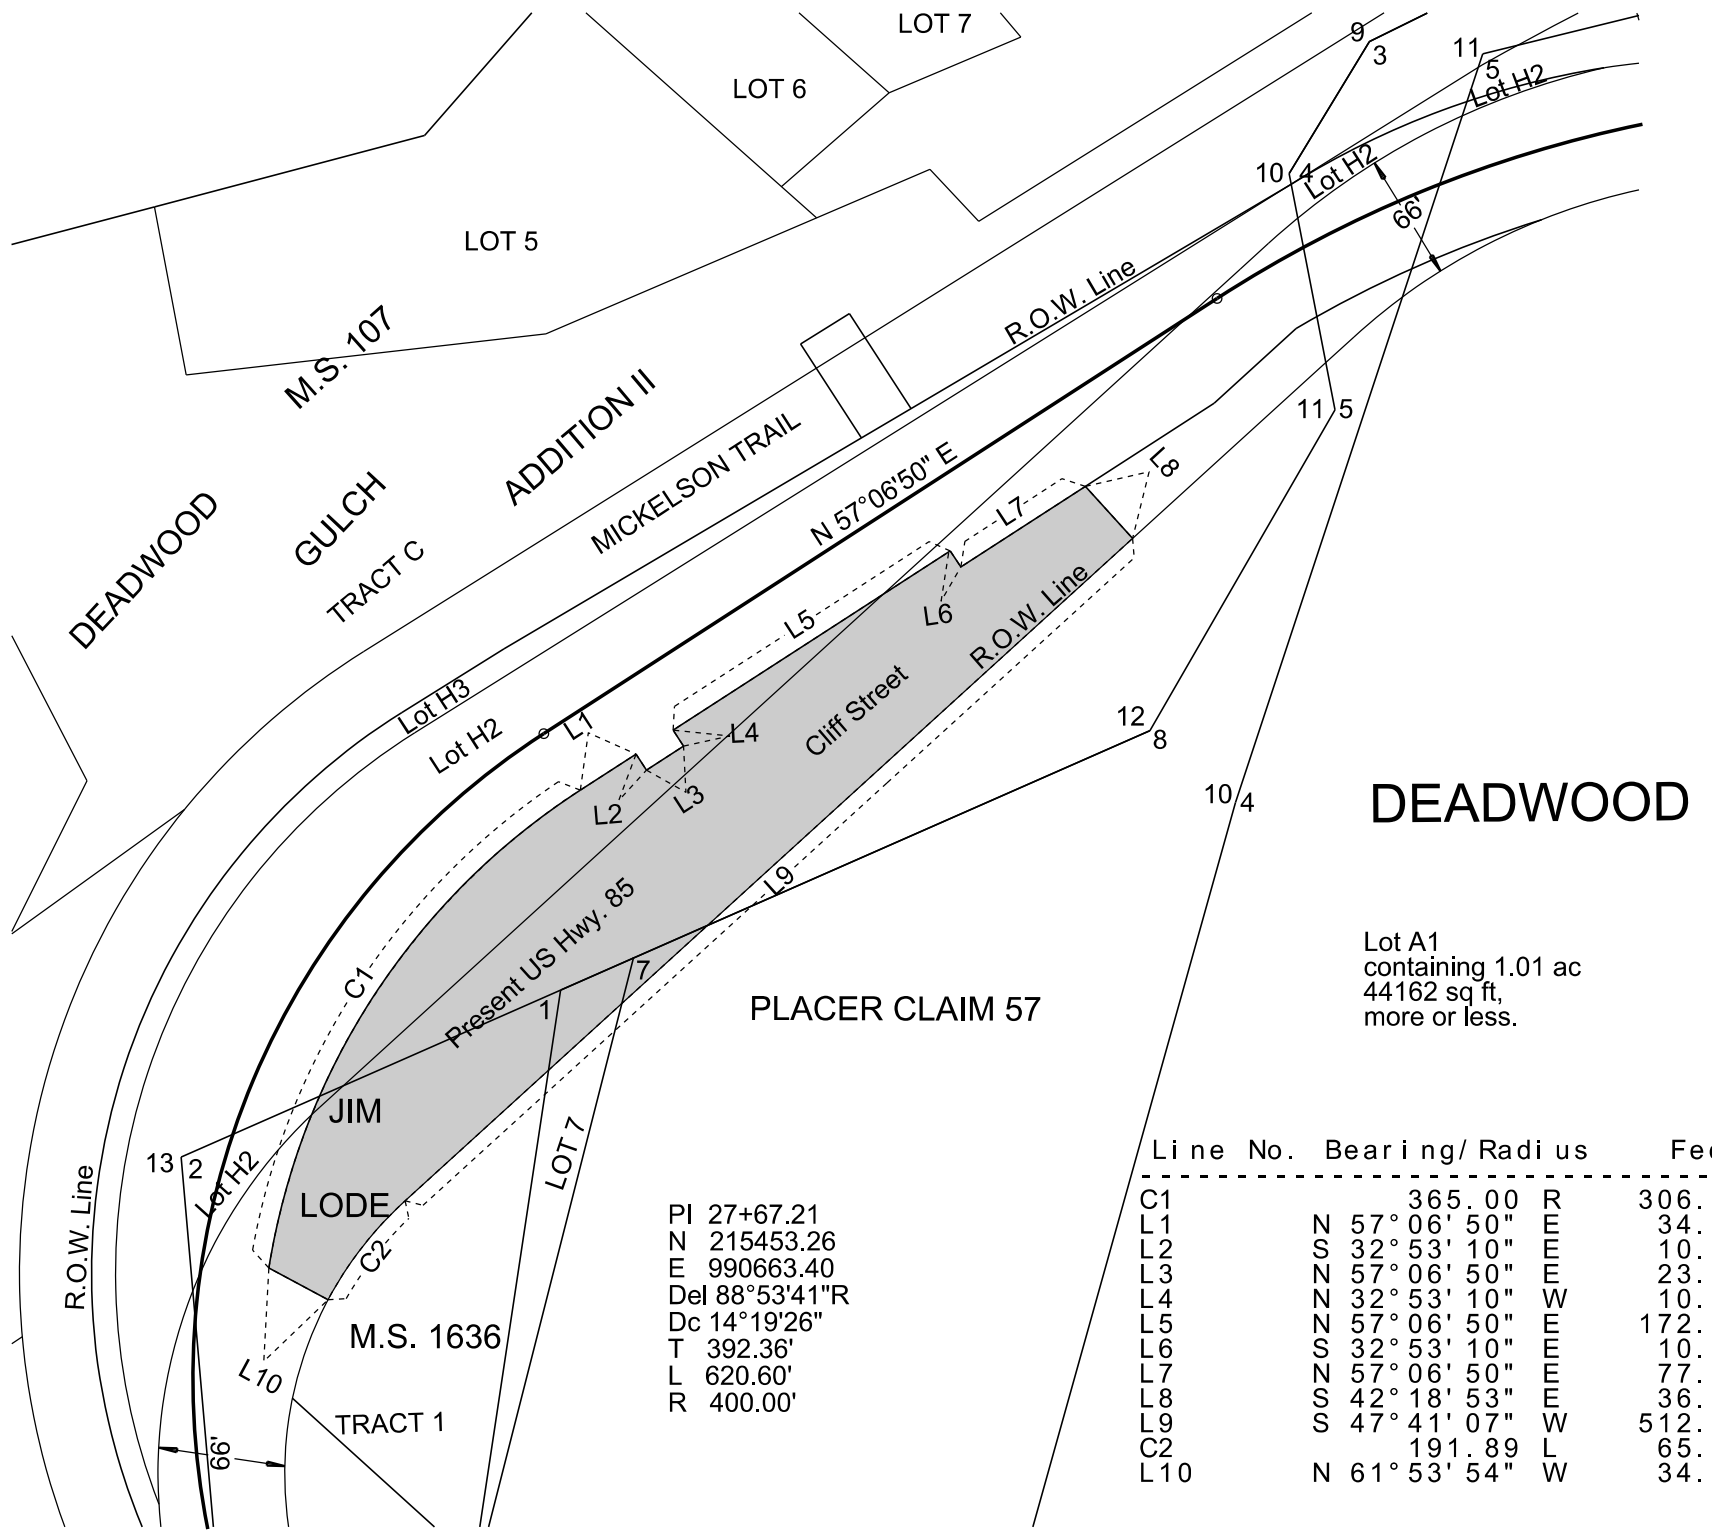 LOT 7
LOT 6
LOT 5
9
3
11
5
Lot H2
10
4
Lot H2
66'
R.O.W. Line
M.S. 107
ADDITION II
MICKELSON TRAIL
N 57°06'50" E
11
5
DEADWOOD
GULCH
TRACT C
L8
L7
L5
L6
R.O.W. Line
Cliff Street
Lot H3
Lot H2
L1
L4
L2
L3
12
8
10
4
DEADWOOD
L9
Present US Hwy. 85
C1
1
7
PLACER CLAIM 57
Lot A1
containing 1.01 ac
44162 sq ft,
more or less.
JIM
LODE
13
2
Lot H2
R.O.W. Line
LOT 7
C2
M.S. 1636
L10
TRACT 1
66'
PI 27+67.21
N 215453.26
E 990663.40
Del 88°53'41"R
Dc 14°19'26"
T 392.36'
L 620.60'
R 400.00'
Line No. Bearing/Radius
C1 365.00 R 306.
L1 N 57°06'50" E 34.
L2 S 32°53'10" E 10.
L3 N 57°06'50" E 23.
L4 N 32°53'10" W 10.
L5 N 57°06'50" E 172.
L6 S 32°53'10" E 10.
L7 N 57°06'50" E 77.
L8 S 42°18'53" E 36.
L9 S 47°41'07" W 512.
C2 191.89 L 65.
L10 N 61°53'54" W 34.